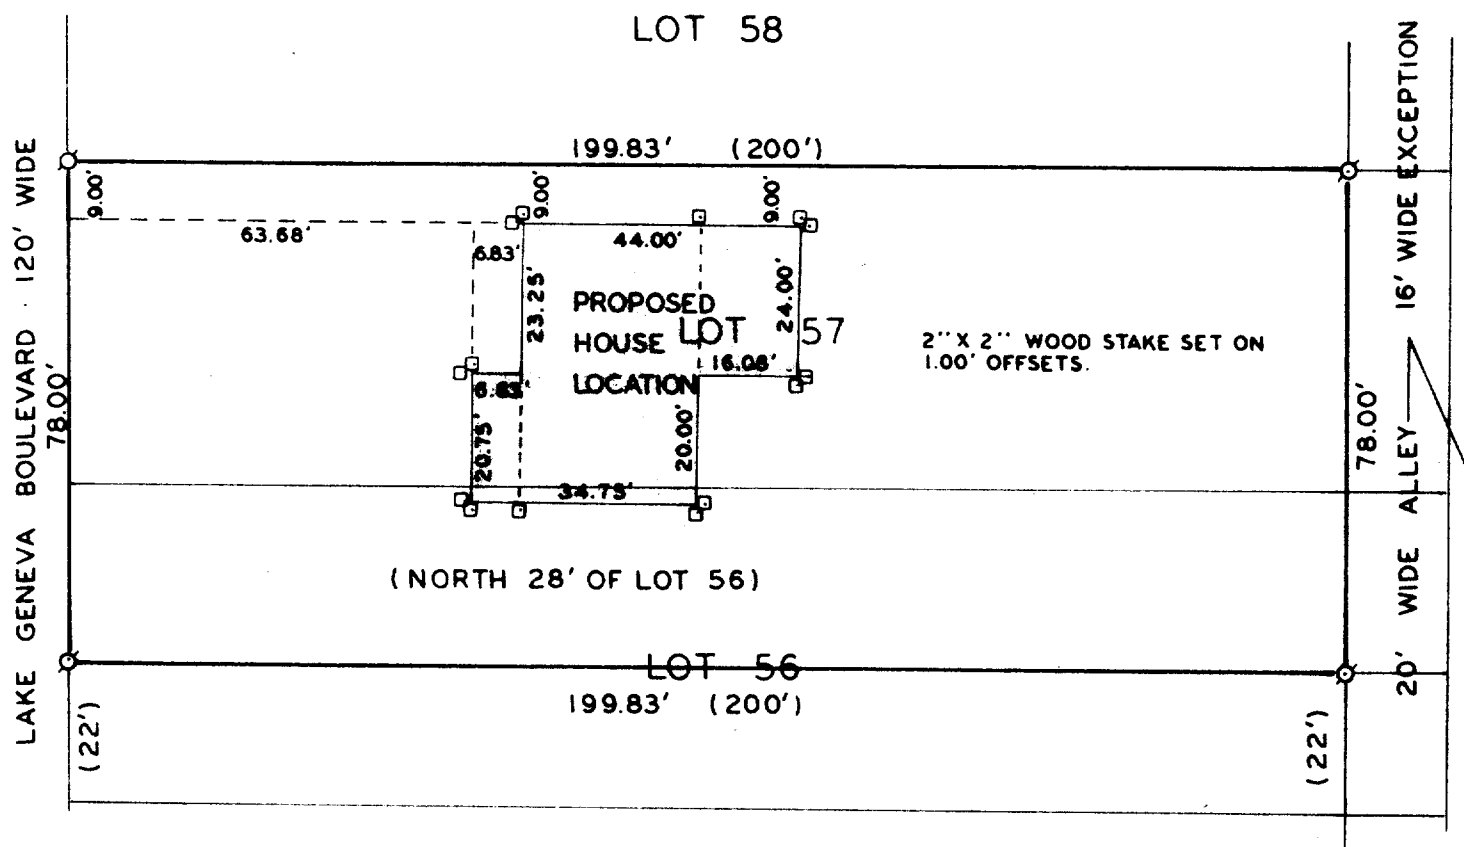 LOT 58
199.83' (200')
9.00'
9.00'
9.00'
63.68'
44.00'
6.83'
23.25'
24.00'
PROPOSED
HOUSE
LOCATION
LOT 57
2" X 2" WOOD STAKE SET ON
1.00' OFFSETS.
16.08'
6.83'
20.75'
20.00'
34.75'
78.00'
78.00'
LAKE GENEVA BOULEVARD · 120' WIDE
20' WIDE ALLEY 16' WIDE EXCEPTION
(NORTH 28' OF LOT 56)
LOT 56
199.83' (200')
(22')
(22')